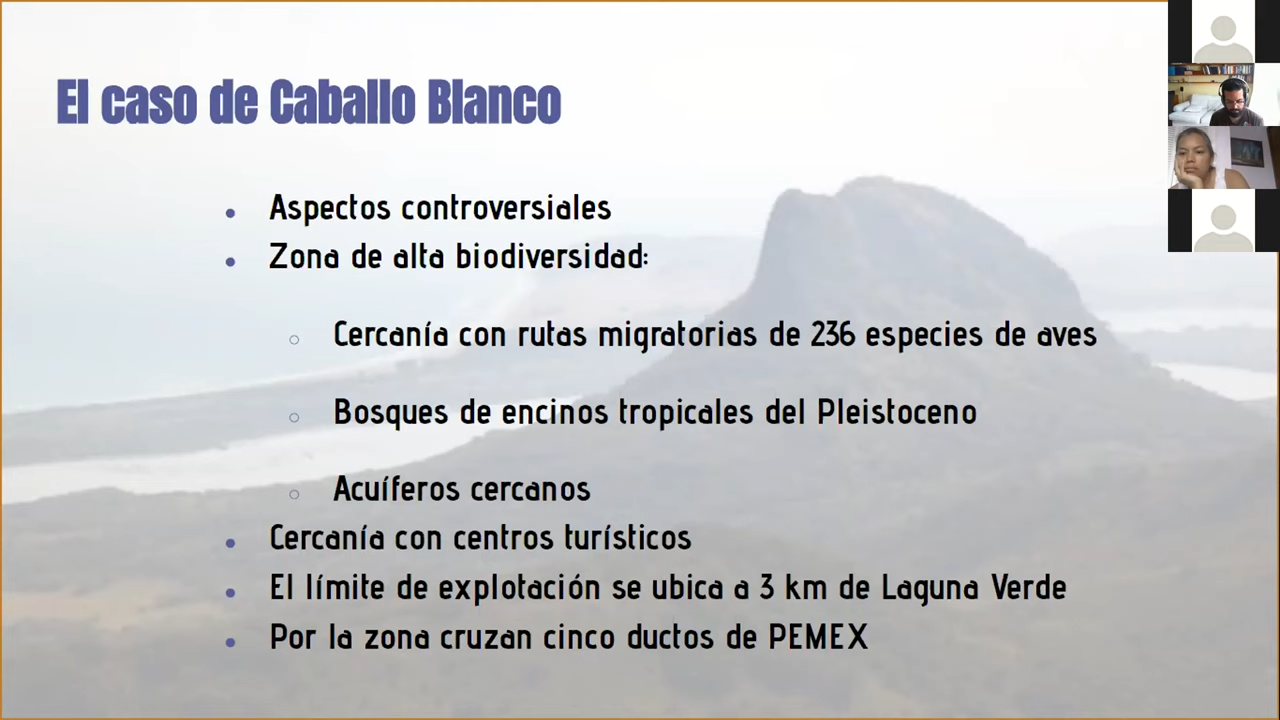 El caso de Caballo Blanco
Aspectos controversiales
Zona de alta biodiversidad:
Cercanía con rutas migratorias de 236 especies de aves
Bosques de encinos tropicales del Pleistoceno
Acuíferos cercanos
Cercanía con centros turísticos
El límite de explotación se ubica a 3 km de Laguna Verde
Por la zona cruzan cinco ductos de PEMEX